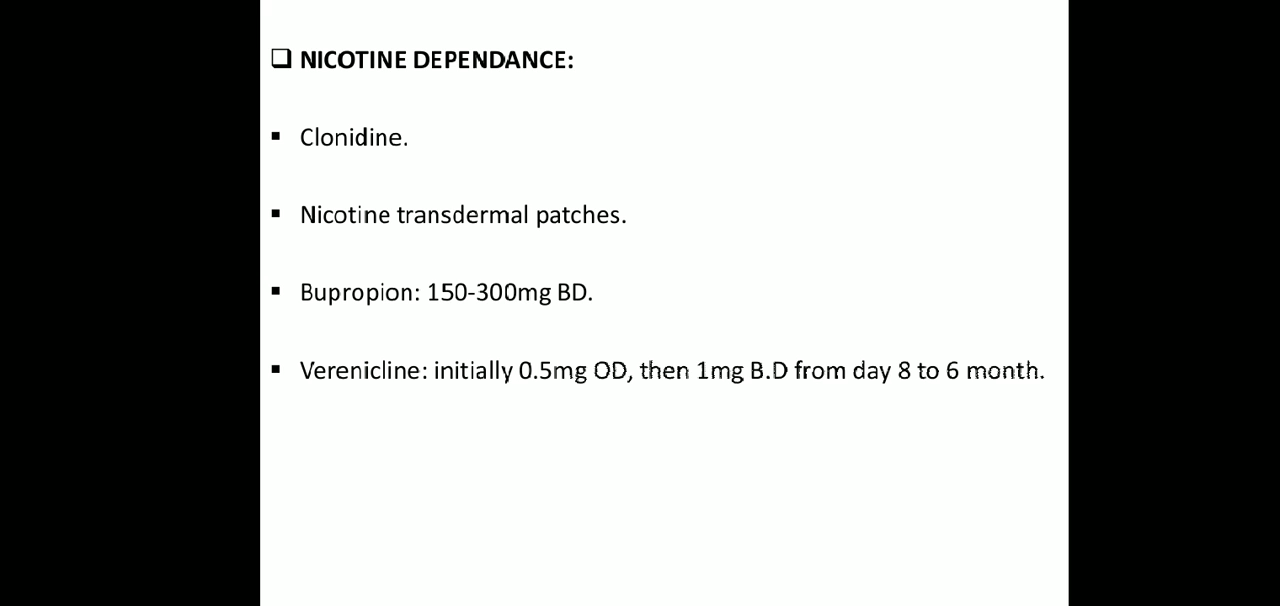 ❑ NICOTINE DEPENDANCE:
▪ Clonidine.
▪ Nicotine transdermal patches.
▪ Bupropion: 150-300mg BD.
▪ Verenicline: initially 0.5mg OD, then 1mg B.D from day 8 to 6 month.